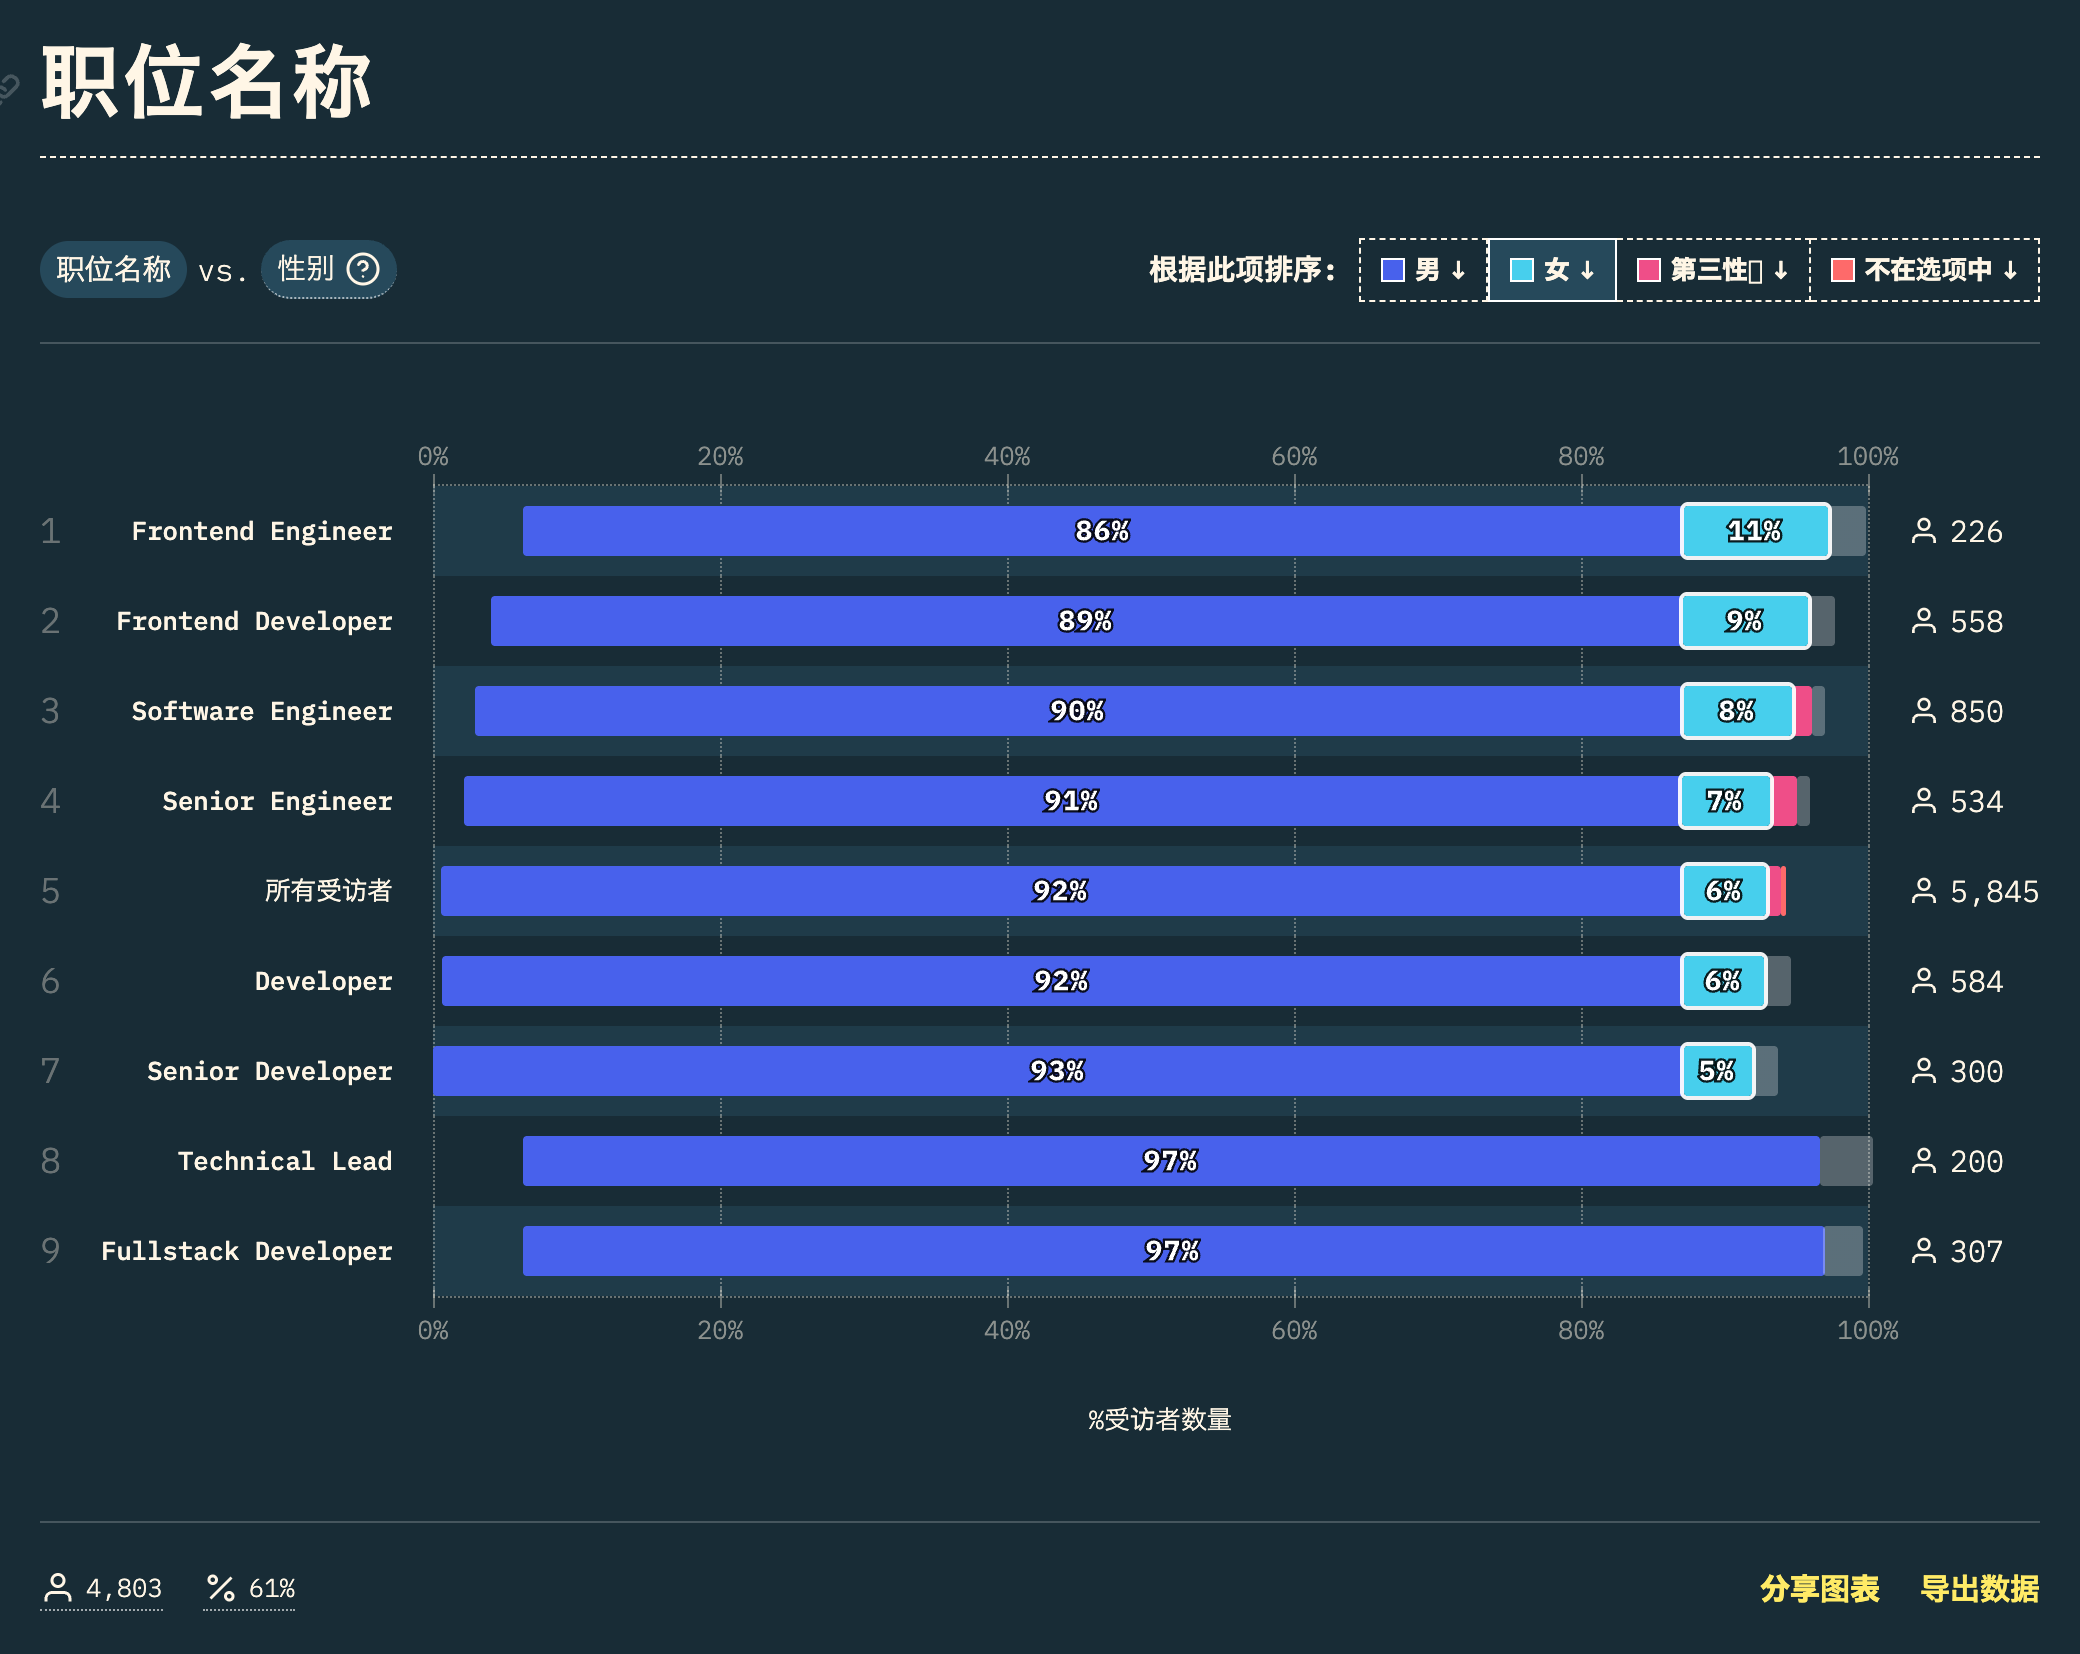 职位名称
职位名称 vs. 性别
根据此项排序: 男 ↓ 女 ↓ 第三性 ↓ 不在选项中 ↓
0% 20% 40% 60% 80% 100%
1 Frontend Engineer 86% 11% 226
2 Frontend Developer 89% 9% 558
3 Software Engineer 90% 8% 850
4 Senior Engineer 91% 7% 534
5 所有受访者 92% 6% 5,845
6 Developer 92% 6% 584
7 Senior Developer 93% 5% 300
8 Technical Lead 97% 200
9 Fullstack Developer 97% 307
0% 20% 40% 60% 80% 100%
%受访者数量
4,803 % 61%
分享图表 导出数据